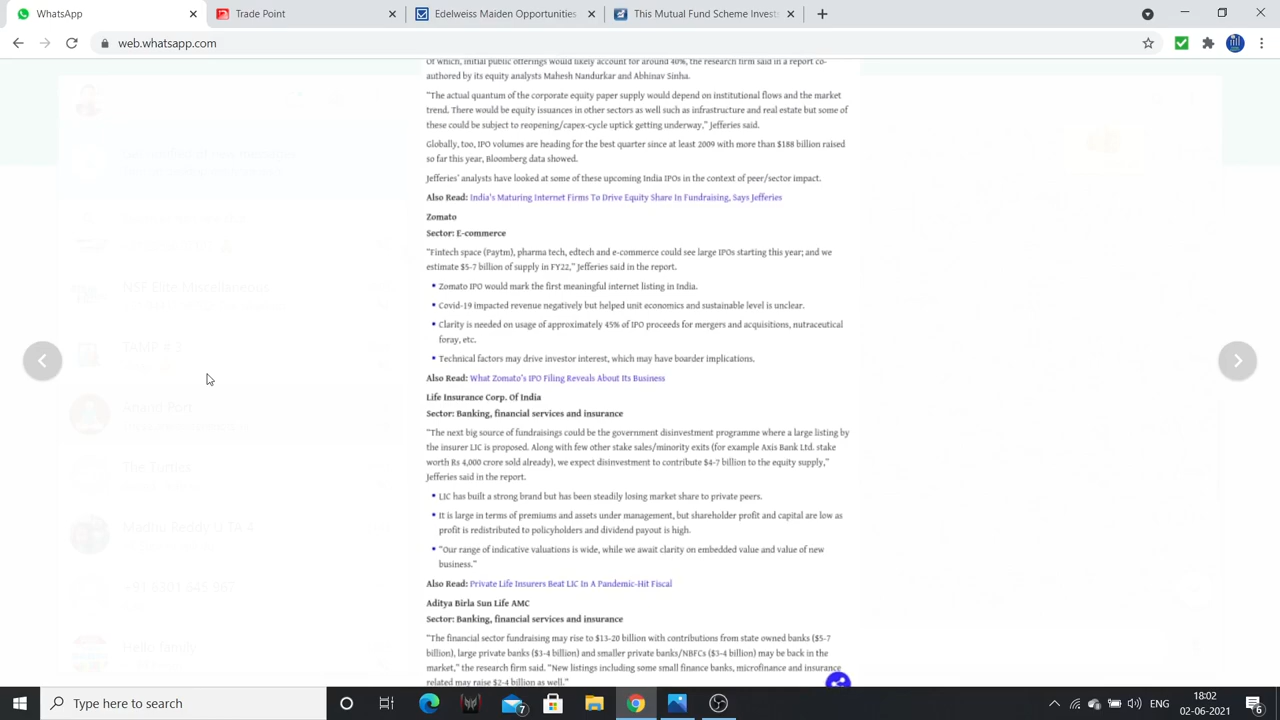 WhatsApp
Trade Point
Select Securities - Investing.com
Stock Market Quotes & Financial
web.whatsapp.com
Of which, initial public offerings would likely account for around 40%, the research firm said in a report co-
authored by its equity analysts Mahesh Nandurkar and Abhinav Sinha.
“The actual quantum of the corporate equity paper supply would depend on institutional flows and the market
trend. There would be equity issuances in other sectors as well such as infrastructure and real estate but some of
these could be subject to reopening/capex-cycle uptick getting underway,” Jefferies said.
Globally, too, IPO volumes are heading for the best quarter since at least 2009 with more than $188 billion raised
so far this year, Bloomberg data showed.
Jefferies’ analysts have looked at some of these upcoming India IPOs in the context of peer/sector impact.
Also Read: India’s Maturing Internet Firms To Drive Equity Share In Fundraising, Says Jefferies
Zomato
Sector: E-commerce
“Fintech space (Paytm), pharma tech, edtech and e-commerce could see large IPOs starting this year; and we
estimate $5-7 billion of supply in FY22,” Jefferies said in the report.
• Zomato IPO would mark the first meaningful internet listing in India.
• Covid-19 impacted revenue negatively but helped unit economics and sustainable level is unclear.
• Clarity is needed on usage of approximately 45% of IPO proceeds for mergers and acquisitions, nutraceutical
foray, etc.
• Technical factors may drive investor interest, which may have boarder implications.
Also Read: What Zomato’s IPO Filing Reveals About Its Business
Life Insurance Corp. Of India
Sector: Banking, financial services and insurance
“The next big source of fundraisings could be the government disinvestment programme where a large listing by
the insurer LIC is proposed. Along with few other stake sales/minority exits (for example Axis Bank Ltd. stake
worth Rs 4,000 crore sold already), we expect disinvestment to contribute $4-7 billion to the equity supply,”
Jefferies said in the report.
• LIC has built a strong brand but has been steadily losing market share to private peers.
• It is large in terms of premiums and assets under management, but shareholder profit and capital are low as
profit is redistributed to policyholders and dividend payout is high.
• “Our range of indicative valuations is wide, while we await clarity on embedded value and value of new
business.”
Also Read: Private Life Insurers Beat LIC In A Pandemic-Hit Fiscal
Aditya Birla Sun Life AMC
Sector: Banking, financial services and insurance
“The financial sector fundraising may rise to $13-20 billion with contributions from state owned banks ($5-7
billion), large private banks ($3-4 billion) and smaller private banks/NBFCs ($3-4 billion) may be back in the
market,” the research firm said. “New listings including some small finance banks, microfinance and insurance
related may raise $2-4 billion as well.”
NSF Elite Miscellaneous
TAMP # 3
The Turtles
Madhu Reddy U TA 4
Hello family
Type here to search
7
ENG
18:02
02-06-2021
6